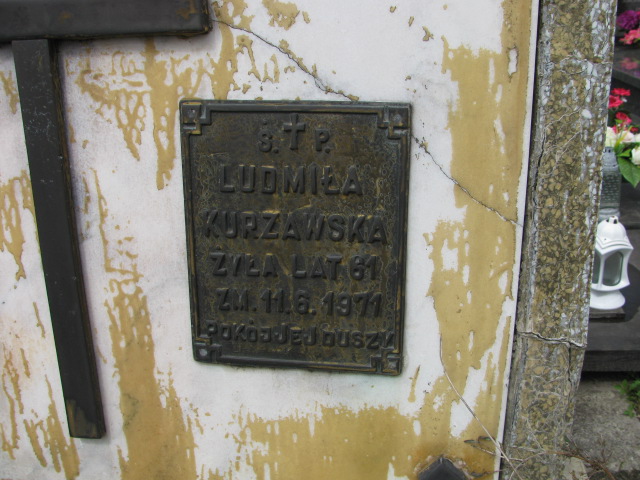 Ś. P.
LUDMIŁA
KURZAWSKA
ŻYŁA LAT 61
ZM. 11.6.1971
POKÓJ JEJ DUSZY